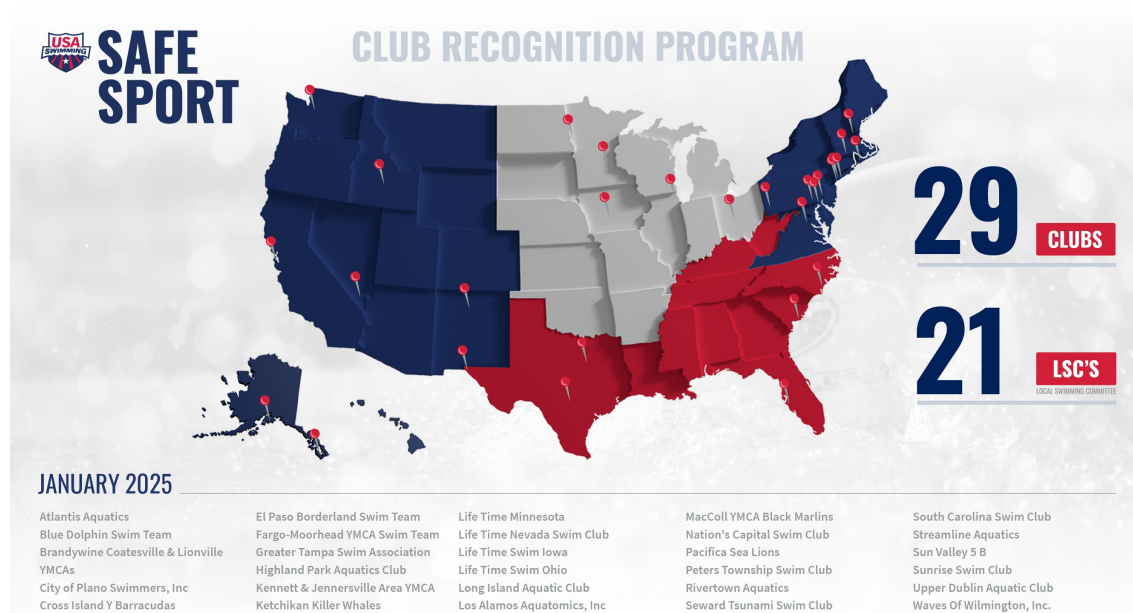 USA
SWIMMING
SAFE
SPORT
CLUB RECOGNITION PROGRAM
29
CLUBS
21
LSC'S
LOCAL SWIMMING COMMITTEE
JANUARY 2025
Atlantis Aquatics
Blue Dolphin Swim Team
Brandywine Coatesville & Lionville
YMCAs
City of Plano Swimmers, Inc
Cross Island Y Barracudas
El Paso Borderland Swim Team
Fargo-Moorhead YMCA Swim Team
Greater Tampa Swim Association
Highland Park Aquatics Club
Kennett & Jennersville Area YMCA
Ketchikan Killer Whales
Life Time Minnesota
Life Time Nevada Swim Club
Life Time Swim Iowa
Life Time Swim Ohio
Long Island Aquatic Club
Los Alamos Aquatomics, Inc
MacColl YMCA Black Marlins
Nation's Capital Swim Club
Pacifica Sea Lions
Peters Township Swim Club
Rivertown Aquatics
Seward Tsunami Swim Club
South Carolina Swim Club
Streamline Aquatics
Sun Valley 5 B
Sunrise Swim Club
Upper Dublin Aquatic Club
Waves Of Wilmington, Inc.